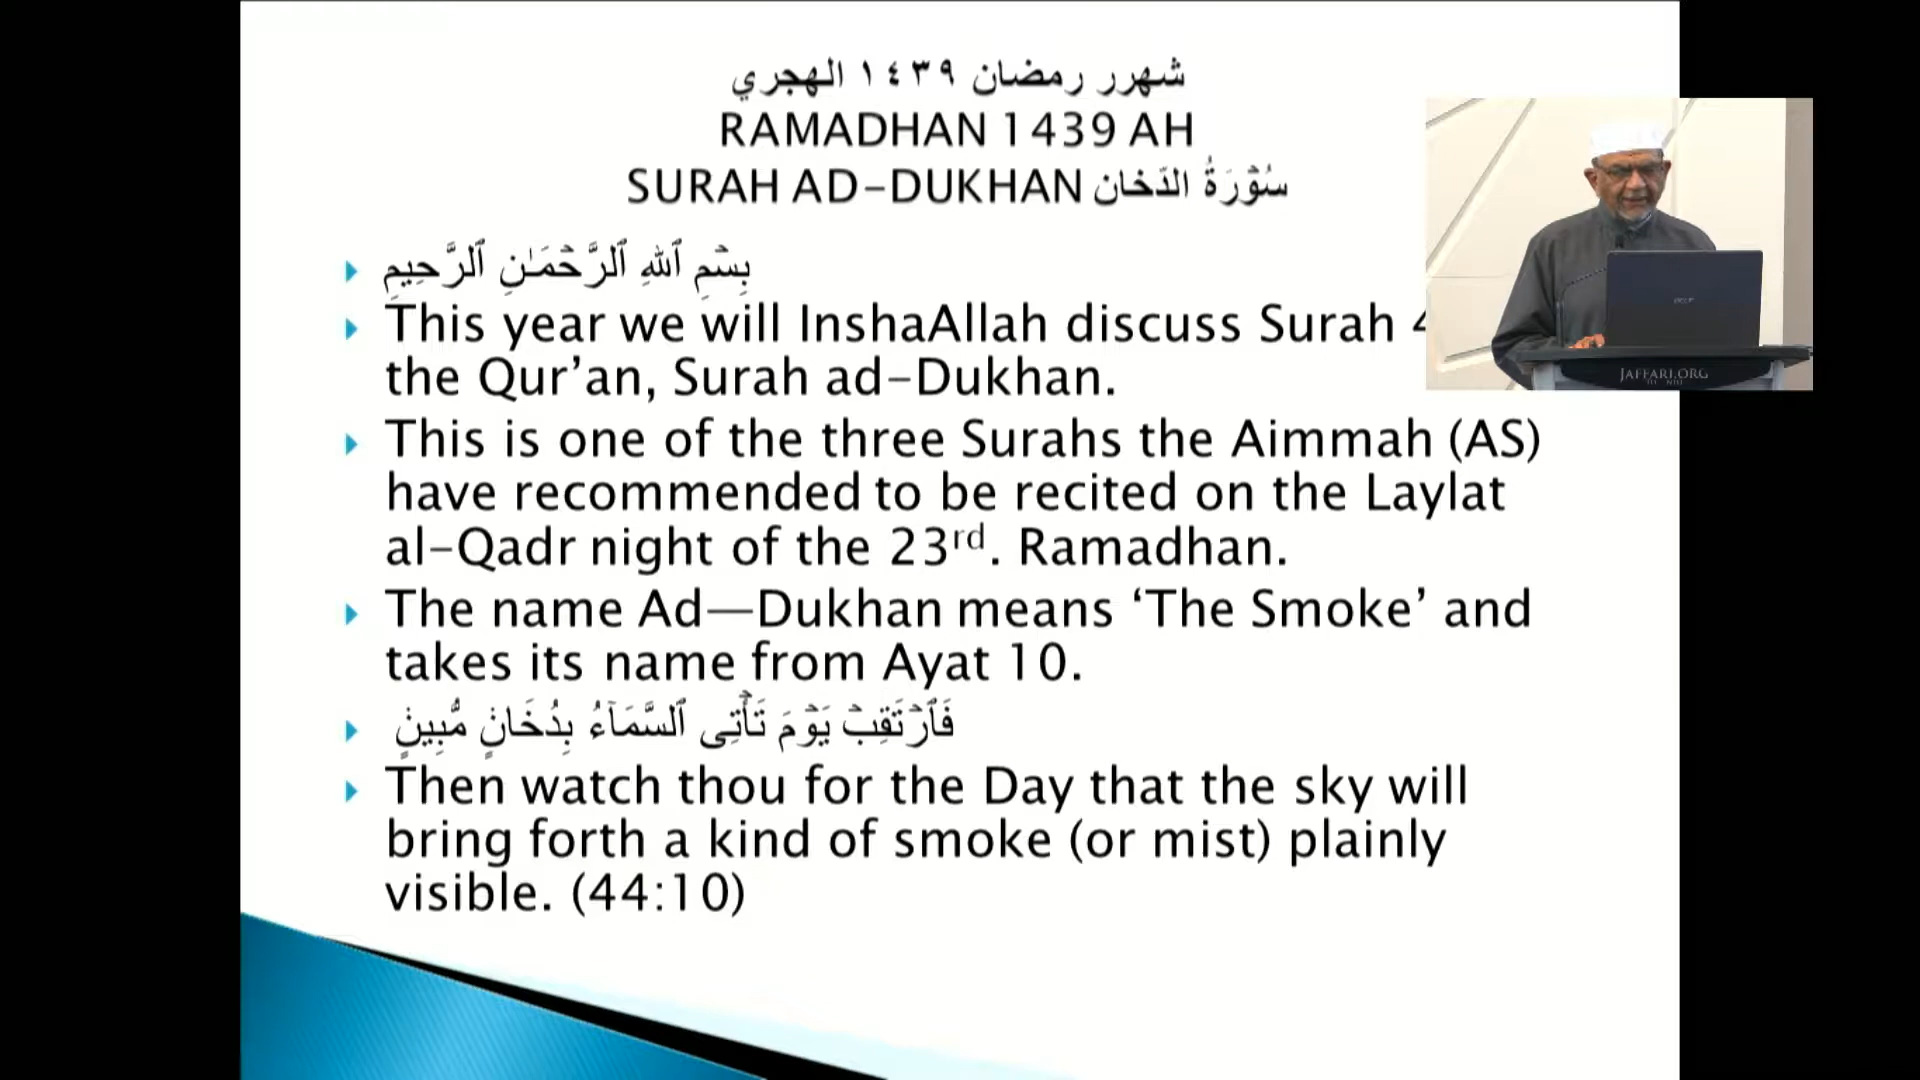 شهرر رمضان ١٤٣٩ الهجري
RAMADHAN 1439 AH
SURAH AD-DUKHAN سُوْرَةُ الدّخان
بِسۡمِ ٱللهِ ٱلرَّحۡمَـٰنِ ٱلرَّحِيمِ
This year we will InshaAllah discuss Surah
the Qur’an, Surah ad-Dukhan.
This is one of the three Surahs the Aimmah (AS)
have recommended to be recited on the Laylat
al-Qadr night of the 23rd. Ramadhan.
The name Ad—Dukhan means ‘The Smoke’ and
takes its name from Ayat 10.
فَٱرۡتَقِبۡ يَوۡمَ تَأۡتِى ٱلسَّمَآءُ بِدُخَانٍ۬ مُّبِينٍ۬
Then watch thou for the Day that the sky will
bring forth a kind of smoke (or mist) plainly
visible. (44:10)
acer
JAFFARI.ORG